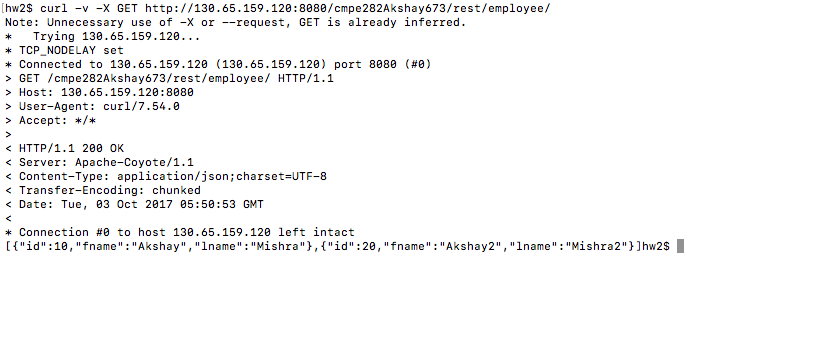 [hw2$ curl -v -X GET http://130.65.159.120:8080/cmpe282Akshay673/rest/employee/
Note: Unnecessary use of -X or --request, GET is already inferred.
*   Trying 130.65.159.120...
* TCP_NODELAY set
* Connected to 130.65.159.120 (130.65.159.120) port 8080 (#0)
> GET /cmpe282Akshay673/rest/employee/ HTTP/1.1
> Host: 130.65.159.120:8080
> User-Agent: curl/7.54.0
> Accept: */*
>
< HTTP/1.1 200 OK
< Server: Apache-Coyote/1.1
< Content-Type: application/json;charset=UTF-8
< Transfer-Encoding: chunked
< Date: Tue, 03 Oct 2017 05:50:53 GMT
<
* Connection #0 to host 130.65.159.120 left intact
[{"id":10,"fname":"Akshay","lname":"Mishra"},{"id":20,"fname":"Akshay2","lname":"Mishra2"}]hw2$